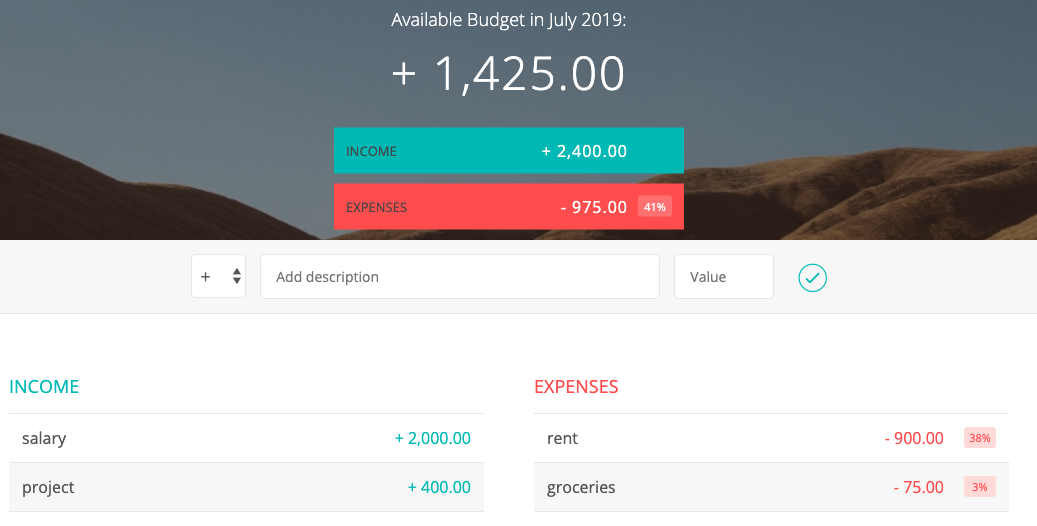 Available Budget in July 2019:
+ 1,425.00
INCOME + 2,400.00
EXPENSES - 975.00 41%
+ Add description Value
INCOME
salary + 2,000.00
project + 400.00
EXPENSES
rent - 900.00 38%
groceries - 75.00 3%